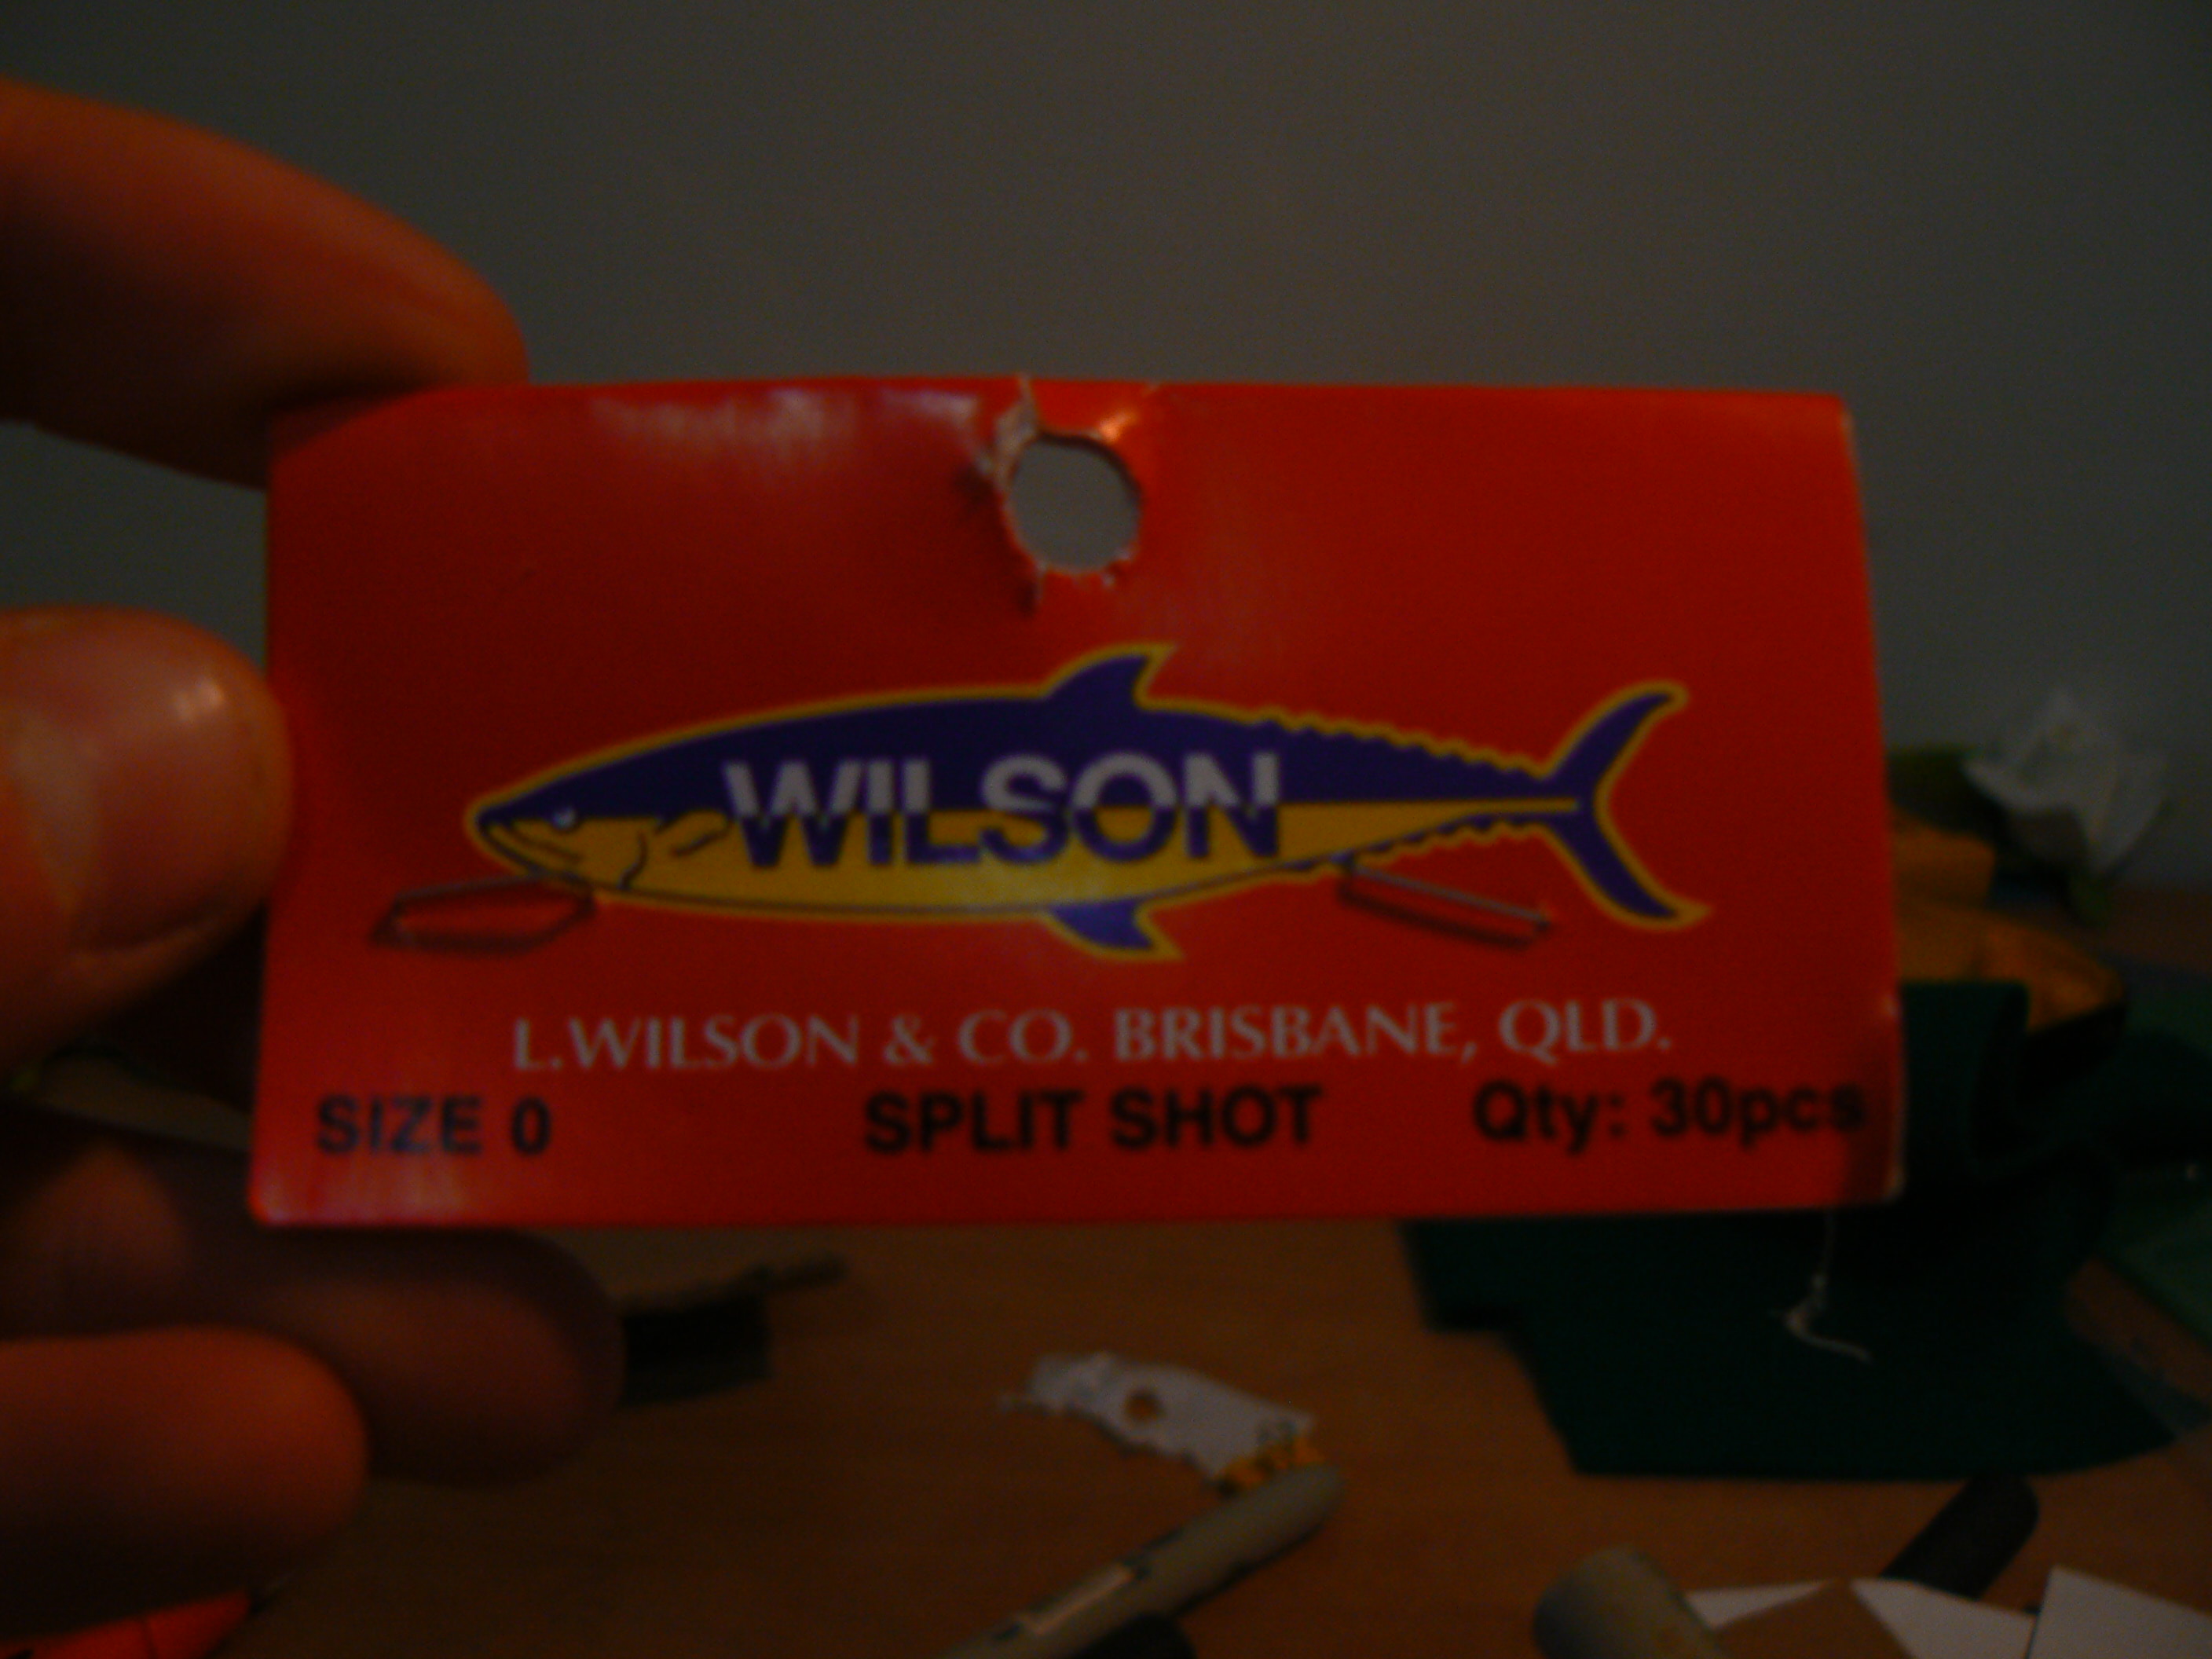 WILSON
L.WILSON & CO. BRISBANE, QLD.
SIZE 0 SPLIT SHOT Qty: 30pcs